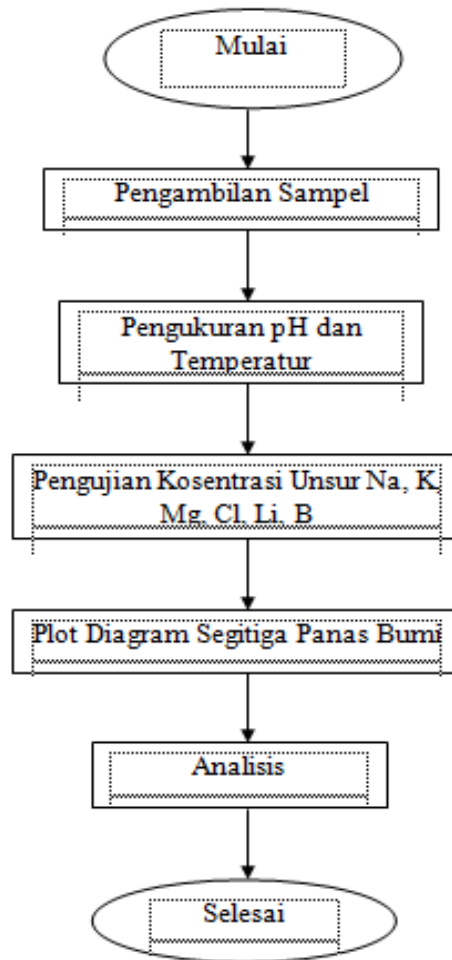 Mulai
Pengambilan Sampel
Pengukuran pH dan
Temperatur
Pengujian Kosentrasi Unsur Na, K,
Mg, Cl, Li, B
Plot Diagram Segitiga Panas Bumi
Analisis
Selesai